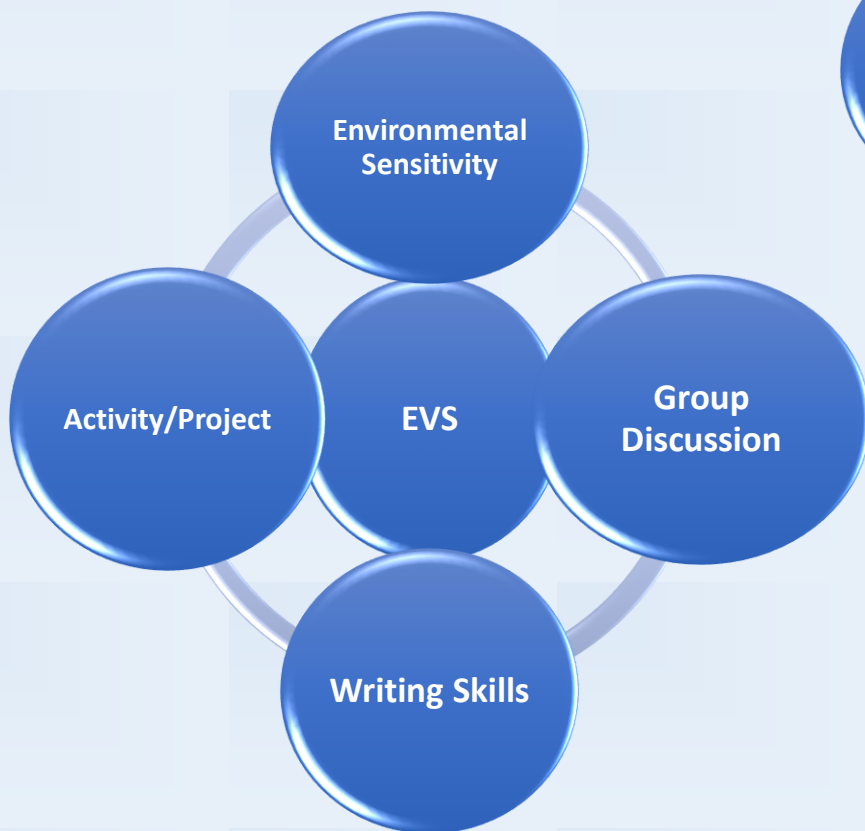 Environmental
Sensitivity
Activity/Project
EVS
Group
Discussion
Writing Skills